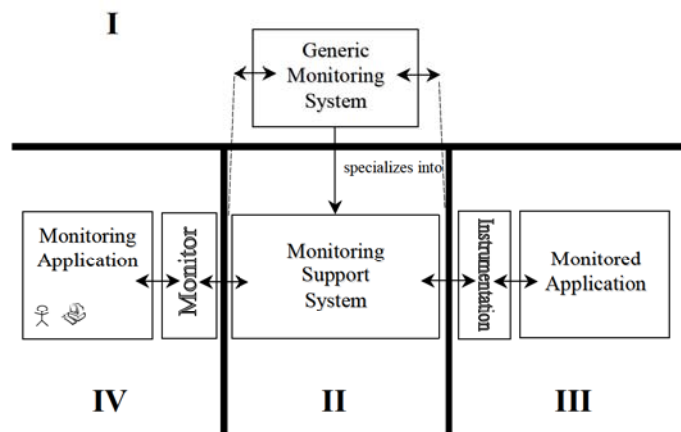 I
Generic
Monitoring
System
specializes into
Monitoring
Application
Monitor
Monitoring
Support
System
Instrumentation
Monitored
Application
IV
II
III